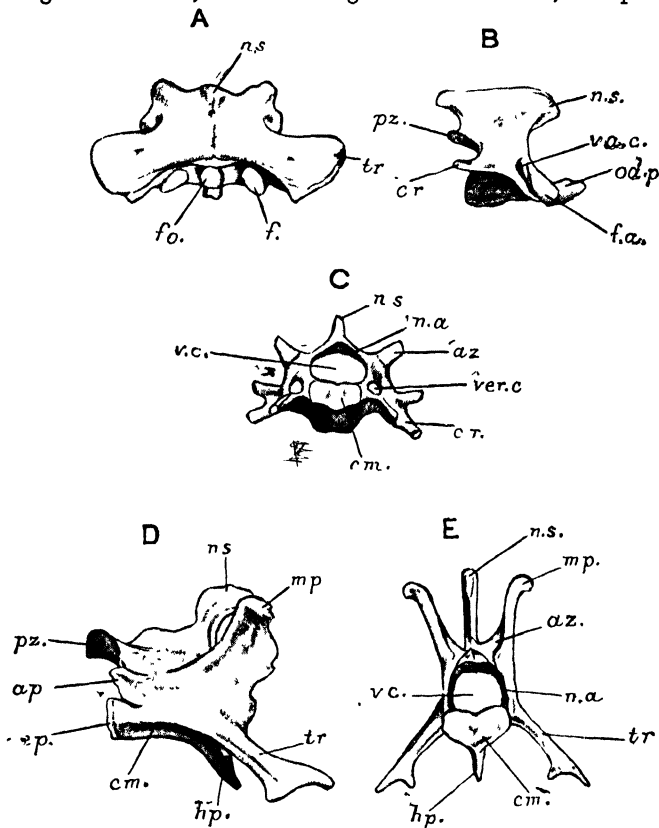 A
n.s
tr
fo.
f.
B
n.s.
pz.
v.a.c.
od.p
cr
f.a.
C
n s
n.a
v.c.
az
ver.c
cr.
cm.
D
ns
mp
pz.
ap
tr
cm.
hp.
E
n.s.
mp.
az.
vc.
n.a
tr
cm.
hp.